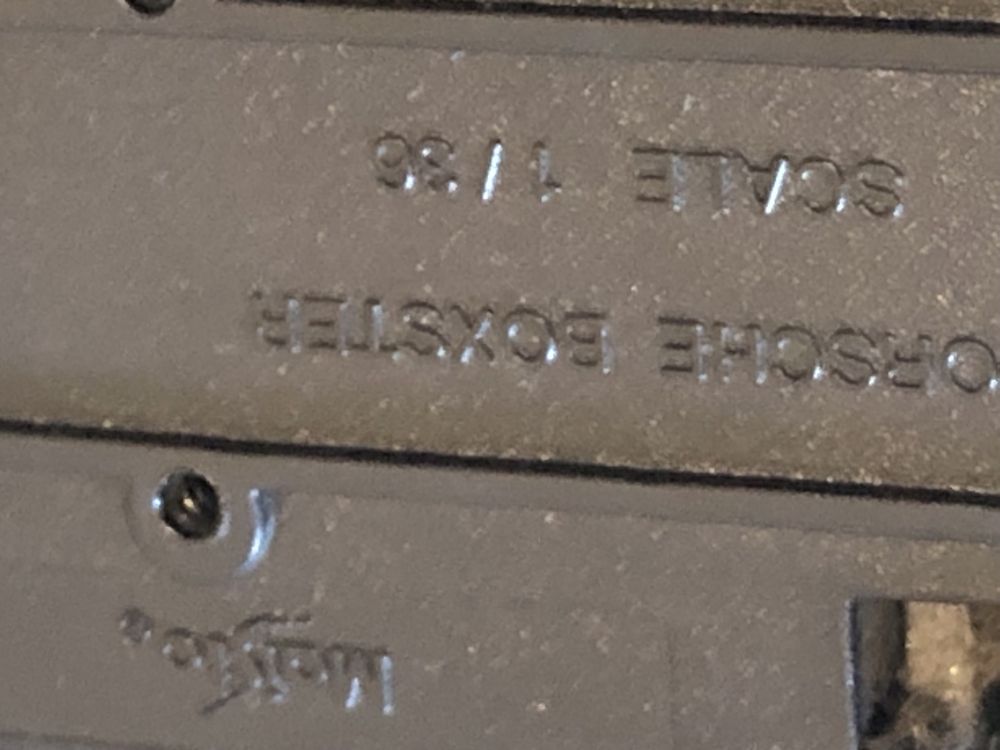 Maisto®
ORSCHE BOXSTER
SCALE 1/36